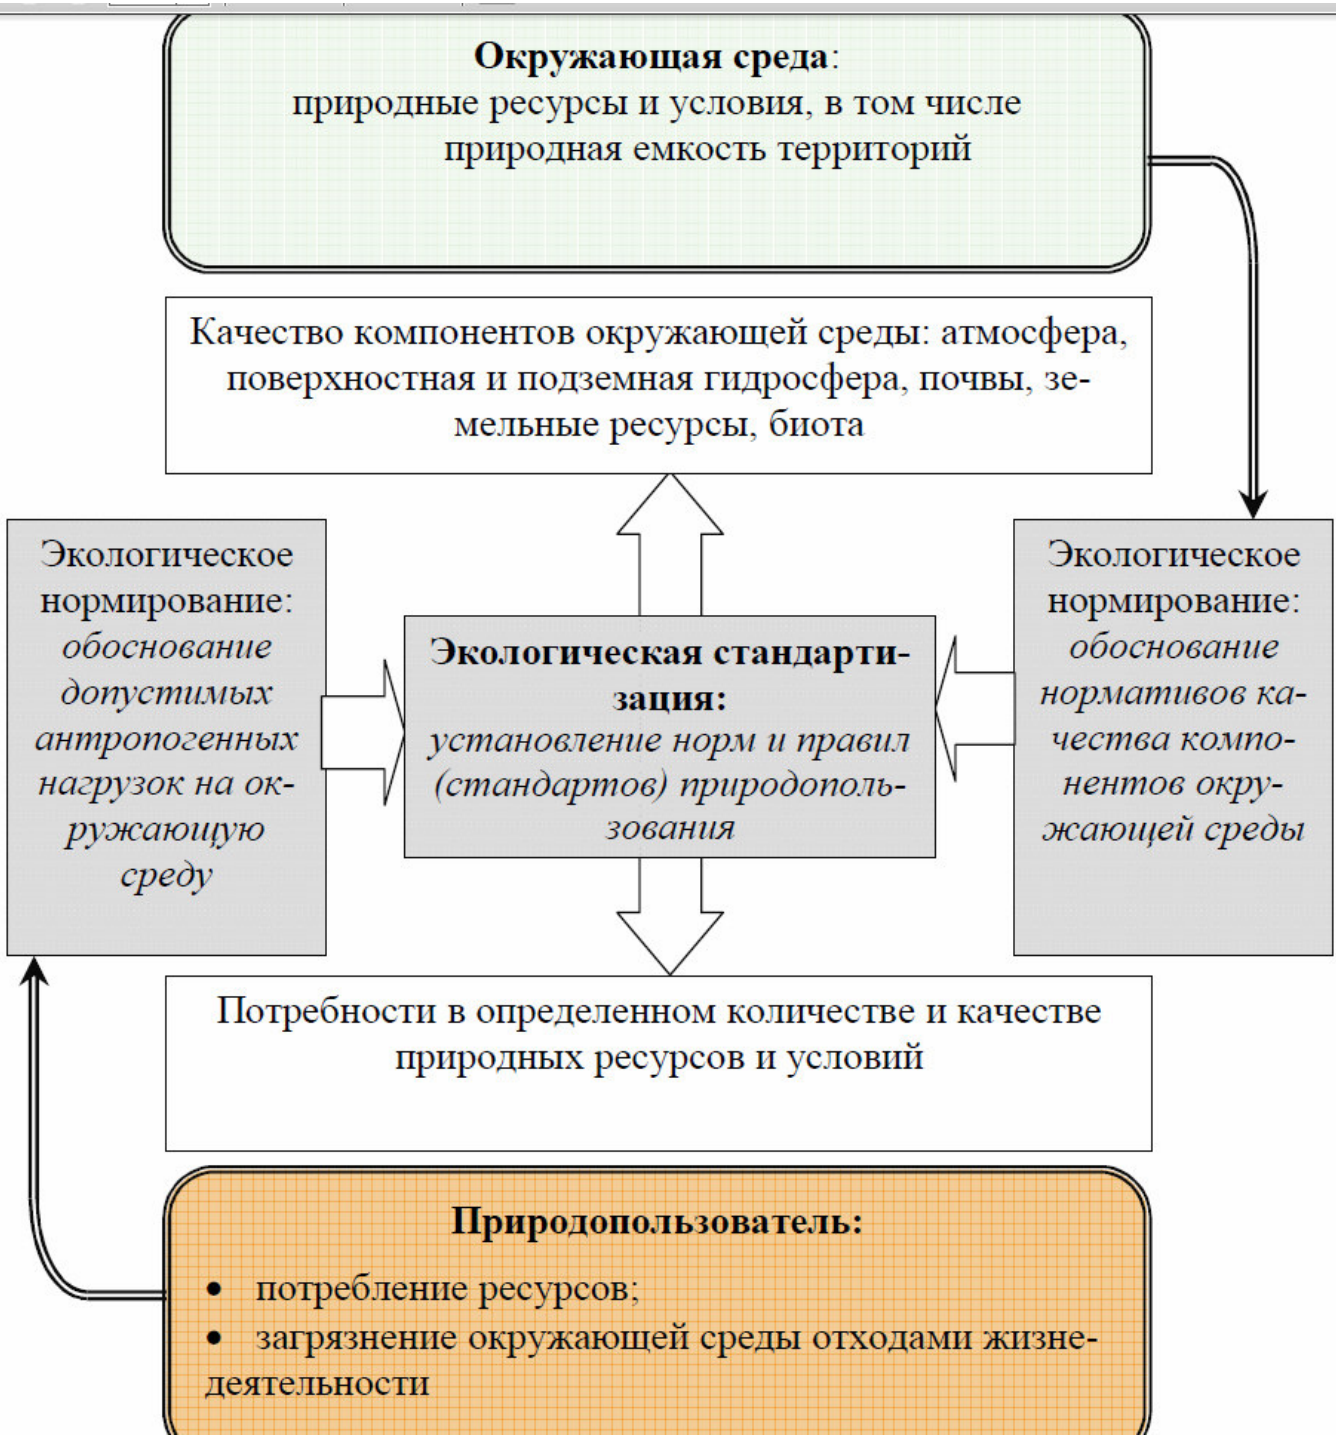 Окружающая среда:
природные ресурсы и условия, в том числе
природная емкость территорий
Качество компонентов окружающей среды: атмосфера,
поверхностная и подземная гидросфера, почвы, зе-
мельные ресурсы, биота
Экологическое
нормирование:
обоснование
допустимых
антропогенных
нагрузок на ок-
ружающую
среду
Экологическая стандарти-
зация:
установление норм и правил
(стандартов) природополь-
зования
Экологическое
нормирование:
обоснование
нормативов ка-
чества компо-
нентов окру-
жающей среды
Потребности в определенном количестве и качестве
природных ресурсов и условий
Природопользователь:
• потребление ресурсов;
• загрязнение окружающей среды отходами жизне-
деятельности